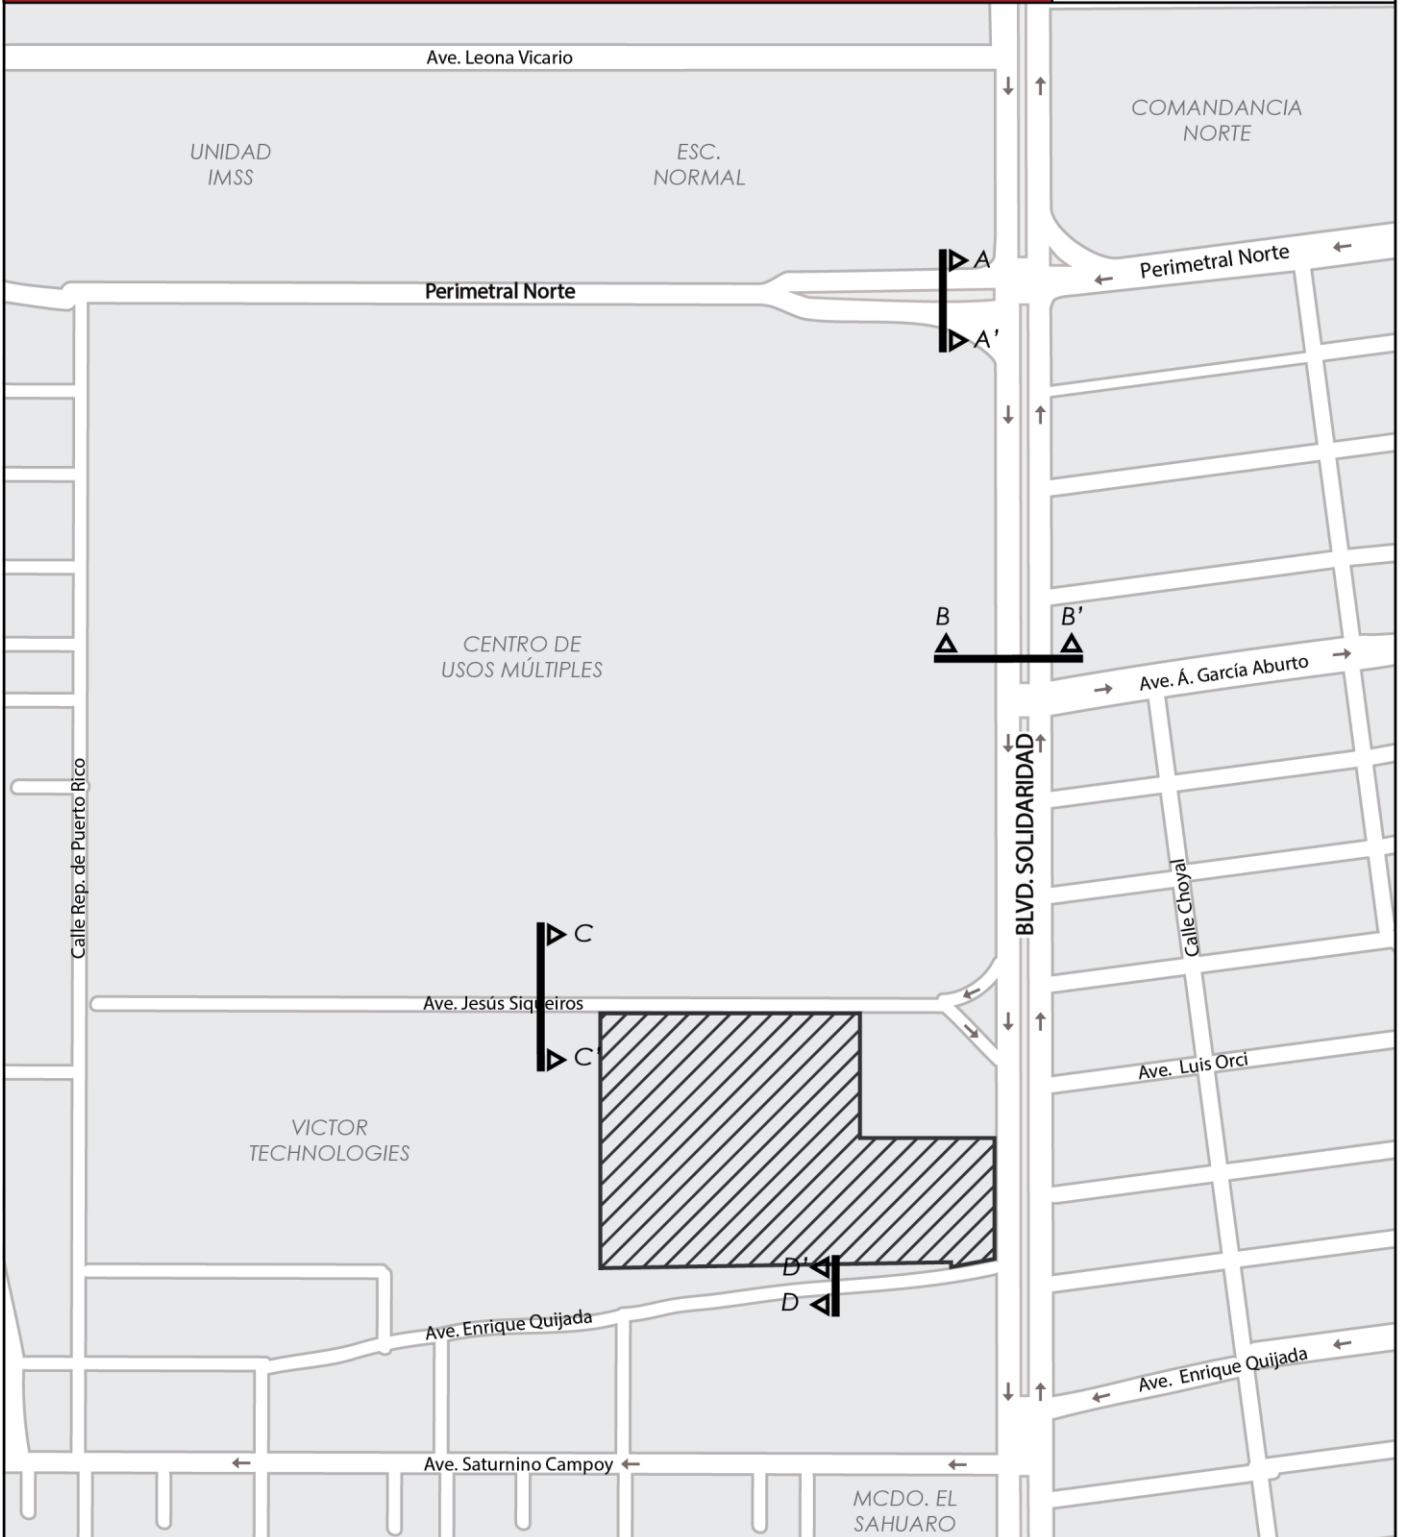 Ave. Leona Vicario
COMANDANCIA
NORTE
UNIDAD
IMSS
ESC.
NORMAL
A
Perimetral Norte
Perimetral Norte
A'
B
B'
CENTRO DE
USOS MÚLTIPLES
Ave. Á. García Aburto
BLVD. SOLIDARIDAD
Calle Rep. de Puerto Rico
Calle Choyal
C
Ave. Jesús Siqueiros
C'
Ave. Luis Orci
VICTOR
TECHNOLOGIES
D'
D
Ave. Enrique Quijada
Ave. Enrique Quijada
Ave. Saturnino Campoy
MCDO. EL
SAHUARO